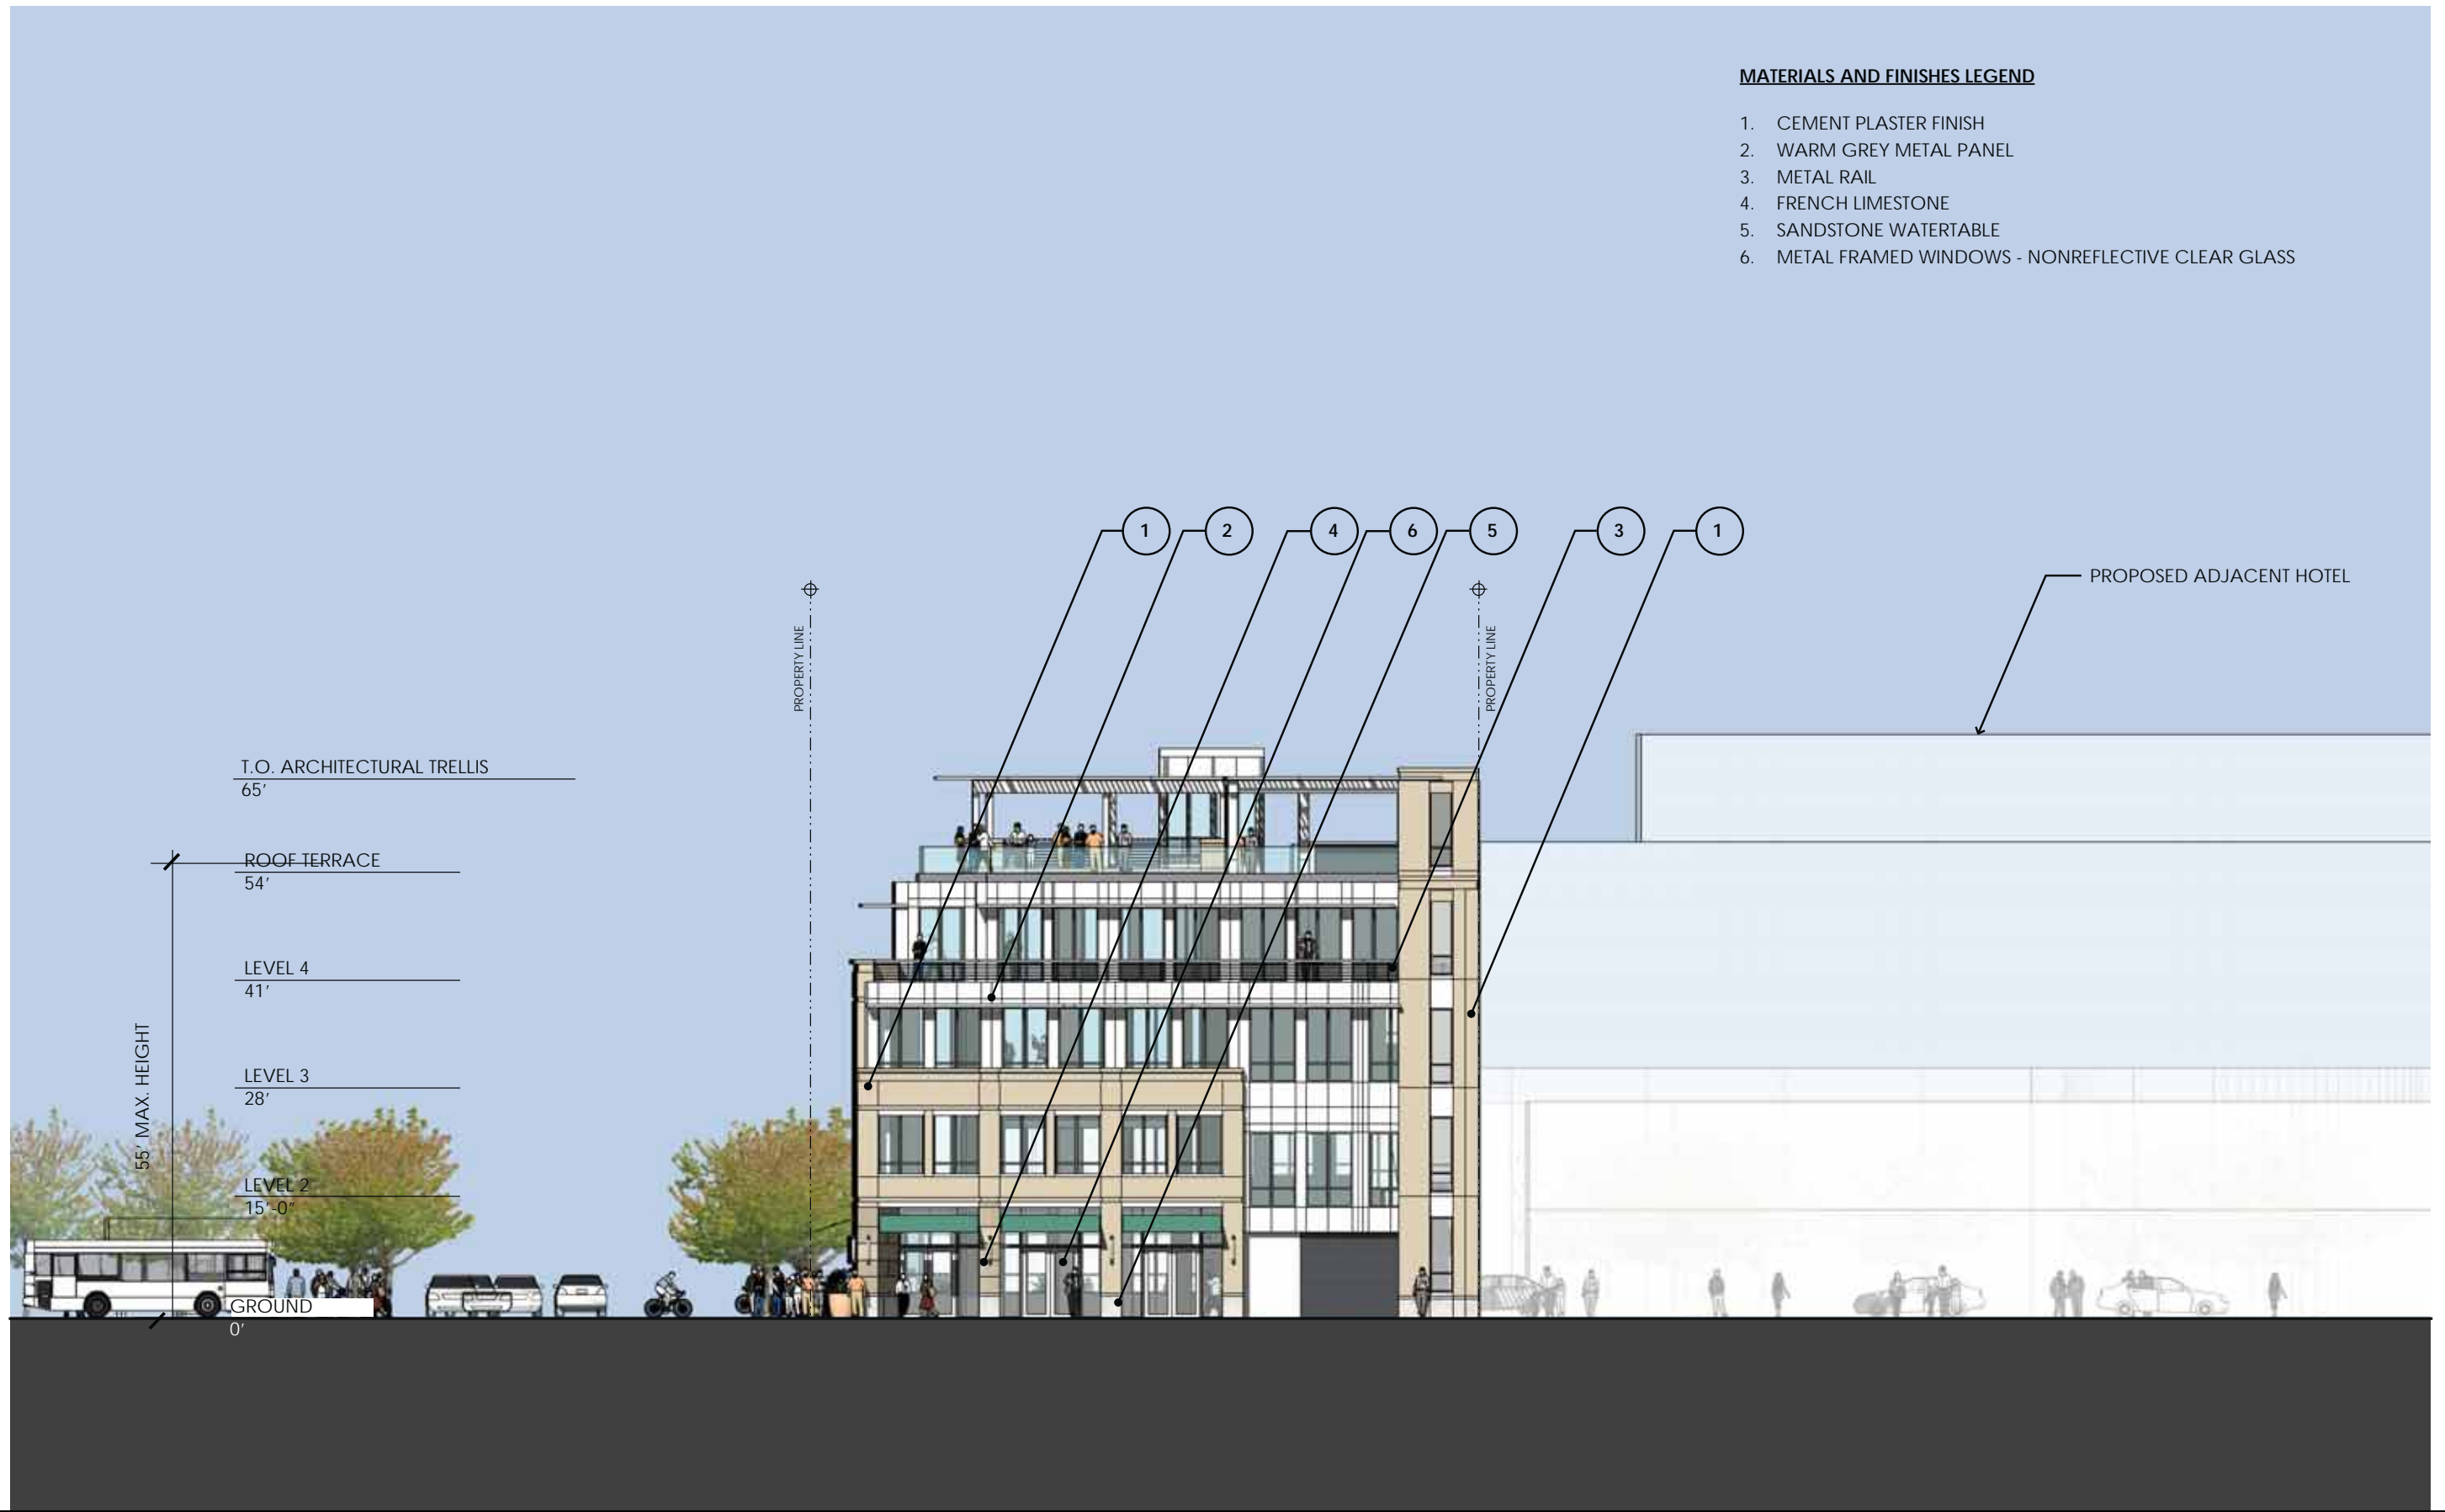 MATERIALS AND FINISHES LEGEND
1. CEMENT PLASTER FINISH
2. WARM GREY METAL PANEL
3. METAL RAIL
4. FRENCH LIMESTONE
5. SANDSTONE WATERTABLE
6. METAL FRAMED WINDOWS - NONREFLECTIVE CLEAR GLASS
1 2 4 6 5 3 1
PROPOSED ADJACENT HOTEL
PROPERTY LINE
PROPERTY LINE
T.O. ARCHITECTURAL TRELLIS
65'
ROOF TERRACE
54'
LEVEL 4
41'
55' MAX. HEIGHT
LEVEL 3
28'
LEVEL 2
15'-0"
GROUND
0'